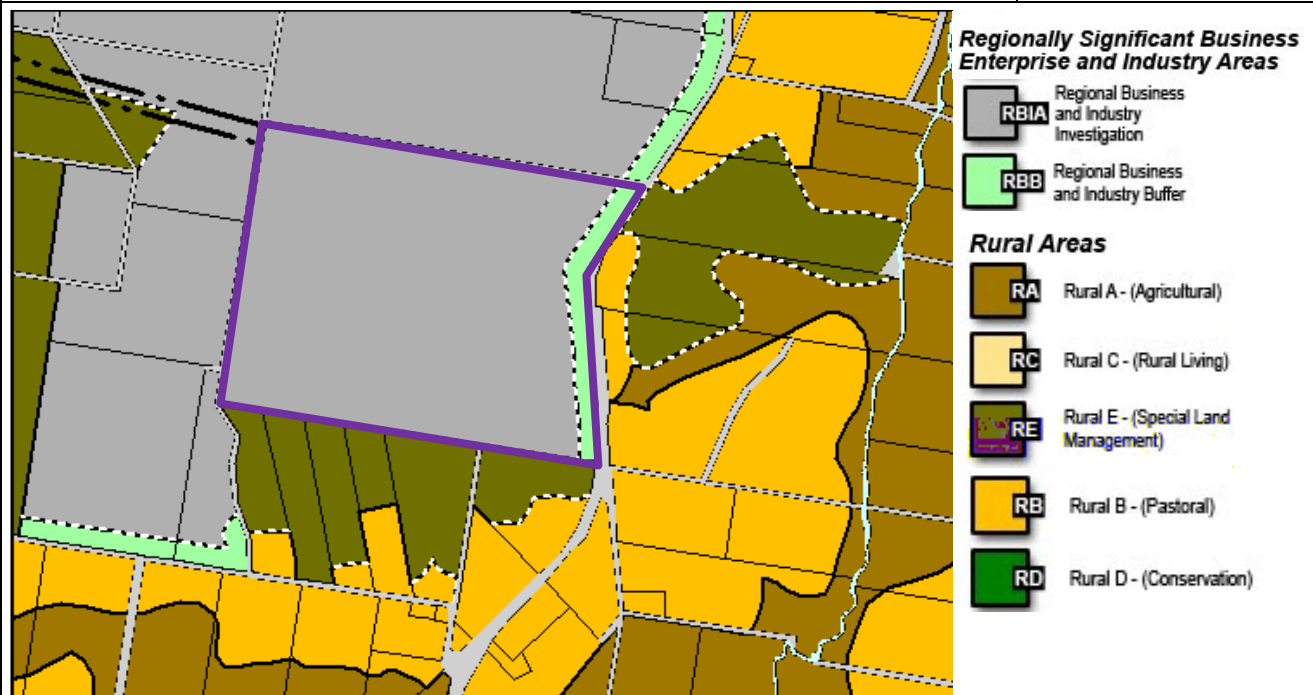 Regionally Significant Business
Enterprise and Industry Areas
RBIA
Regional Business
and Industry
Investigation
RBB
Regional Business
and Industry Buffer
Rural Areas
RA
Rural A - (Agricultural)
RC
Rural C - (Rural Living)
RE
Rural E - (Special Land
Management)
RB
Rural B - (Pastoral)
RD
Rural D - (Conservation)